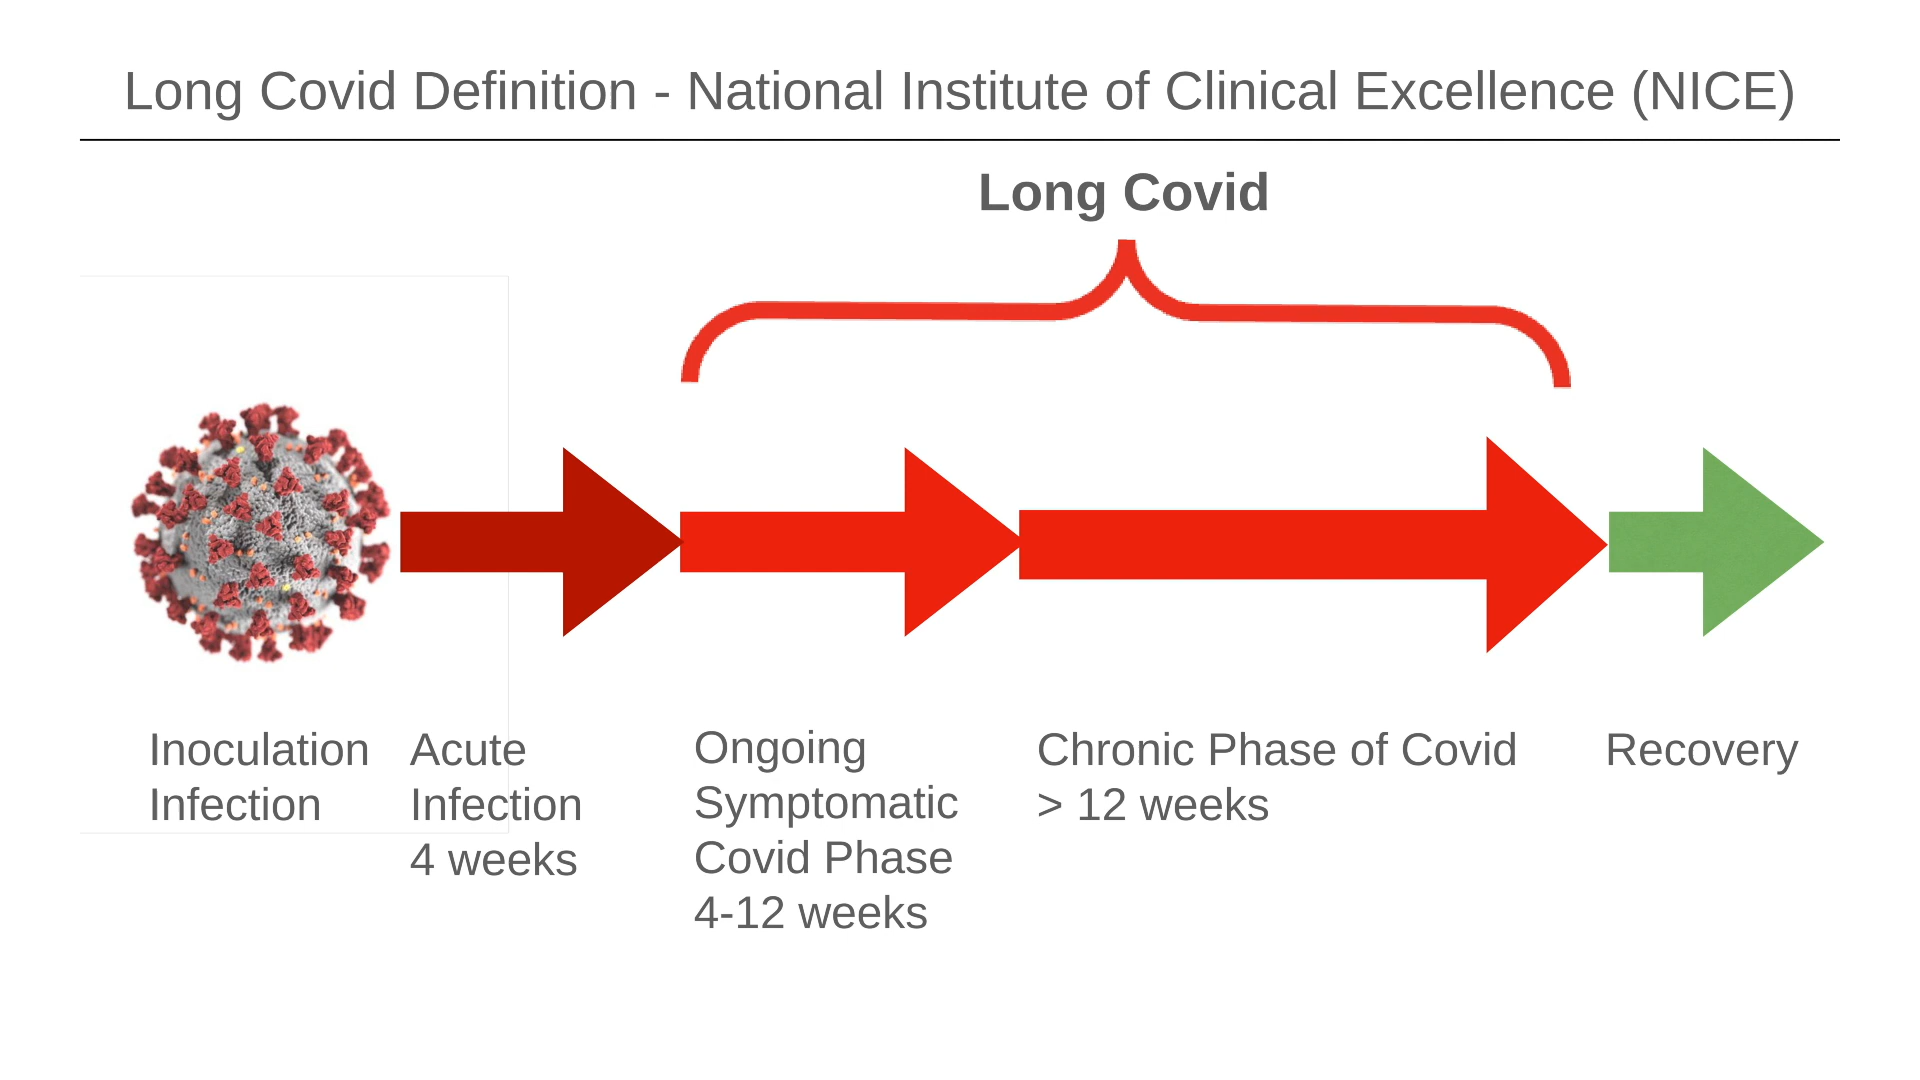 Long Covid Definition - National Institute of Clinical Excellence (NICE)
Long Covid
Inoculation
Infection
Acute
Infection
4 weeks
Ongoing
Symptomatic
Covid Phase
4-12 weeks
Chronic Phase of Covid
> 12 weeks
Recovery